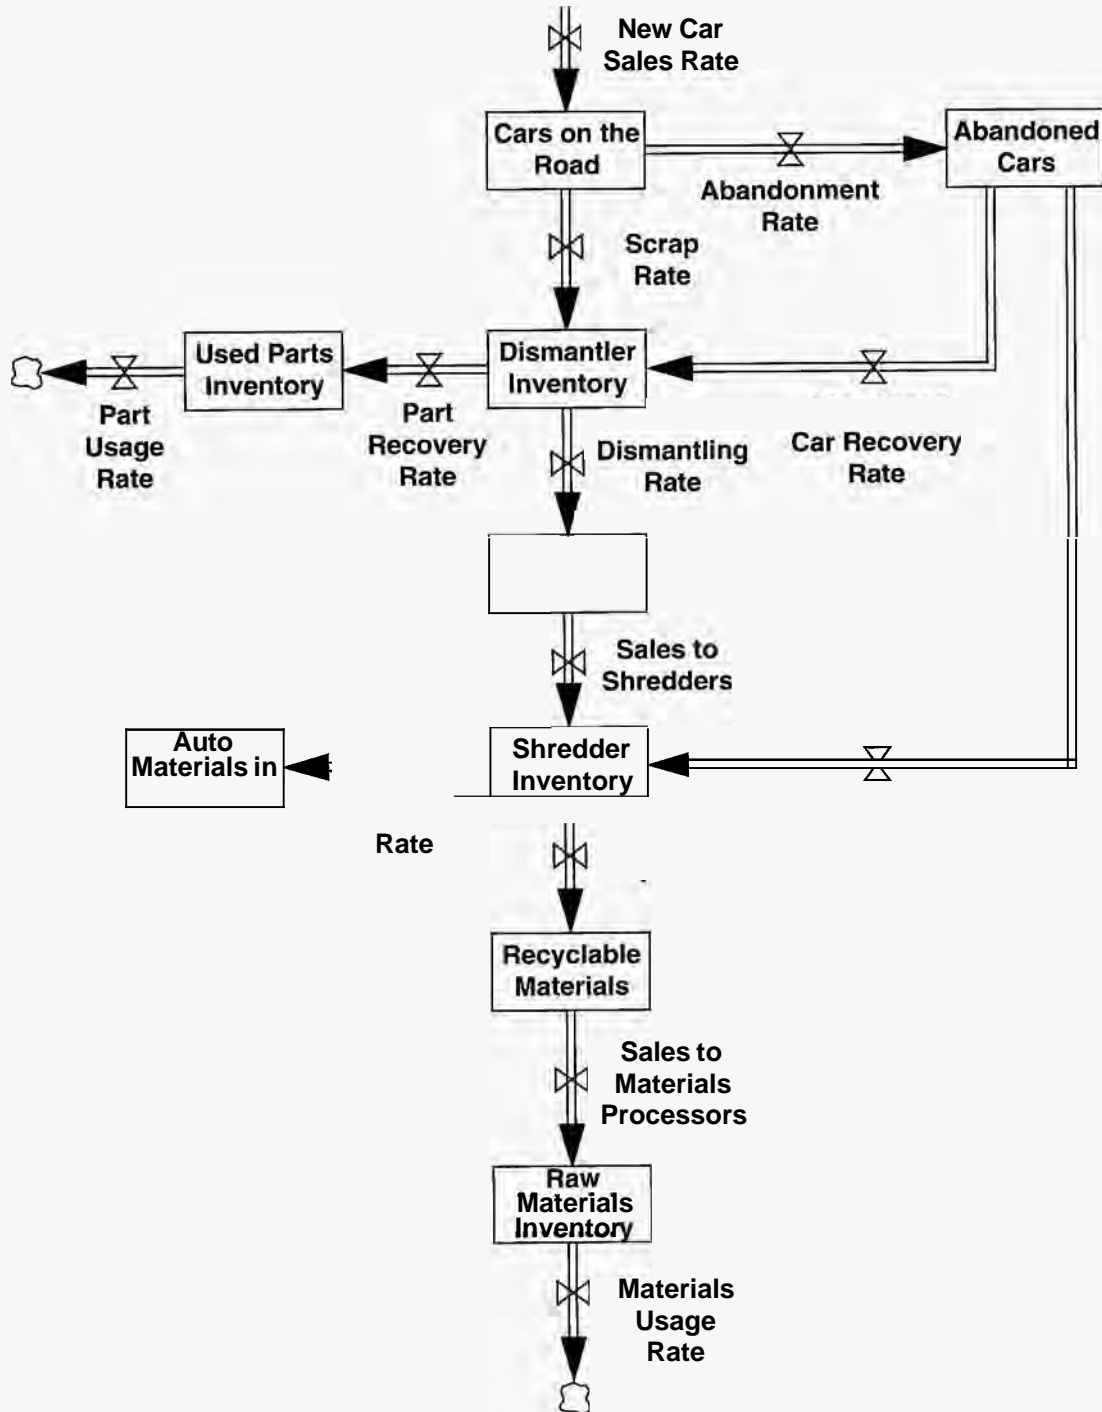 New Car
Sales Rate
Cars on the
Road
Abandoned
Cars
Abandonment
Rate
Scrap
Rate
Used Parts
Inventory
Dismantler
Inventory
Part
Usage
Rate
Part
Recovery
Rate
Dismantling
Rate
Car Recovery
Rate
Sales to
Shredders
Auto
Materials in
Shredder
Inventory
Rate
Recyclable
Materials
Sales to
Materials
Processors
Raw
Materials
Inventory
Materials
Usage
Rate